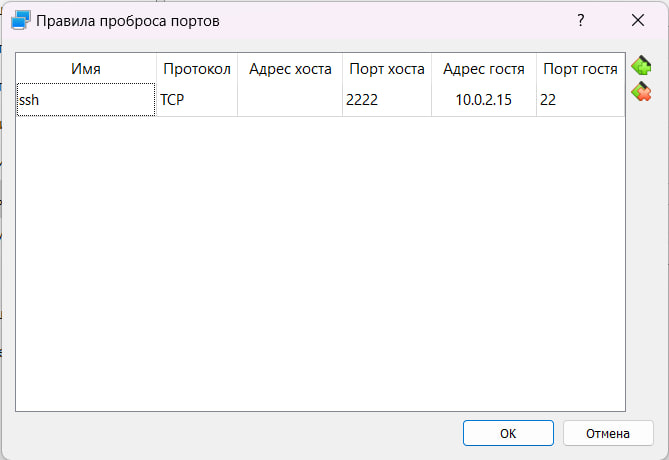 Правила проброса портов ?
Имя Протокол Адрес хоста Порт хоста Адрес гостя Порт гостя
ssh TCP 2222 10.0.2.15 22
OK Отмена